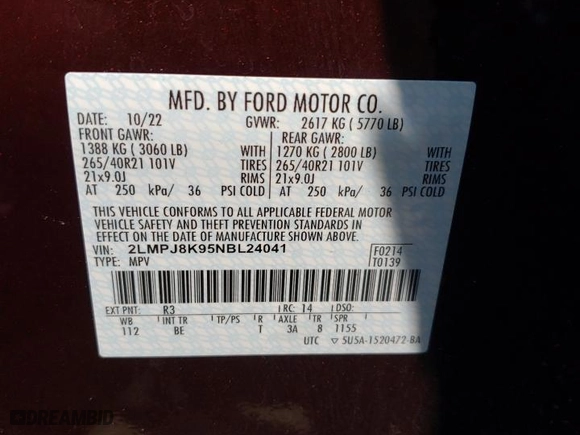 MFD. BY FORD MOTOR CO.
DATE: 10/22 GVWR: 2617 KG ( 5770 LB)
FRONT GAWR: REAR GAWR:
1388 KG ( 3060 LB) WITH 1270 KG ( 2800 LB) WITH
265/40R21 101V TIRES 265/40R21 101V TIRES
21x9.0J RIMS 21x9.0J RIMS
AT 250 kPa/ 36 PSI COLD AT 250 kPa/ 36 PSI COLD
THIS VEHICLE CONFORMS TO ALL APPLICABLE FEDERAL MOTOR
VEHICLE SAFETY AND THEFT PREVENTION STANDARDS IN
EFFECT ON THE DATE OF MANUFACTURE SHOWN ABOVE.
VIN: 2LMPJ8K95NBL24041 F0214
TYPE: MPV T0139
EXT PNT: R3 RC: 14 DSO:
WB INT TR TP/PS R AXLE TR SPR
112 BE T 3A 8 1155
UTC ▽ 5U5A-1520472-BA
DREAMBID